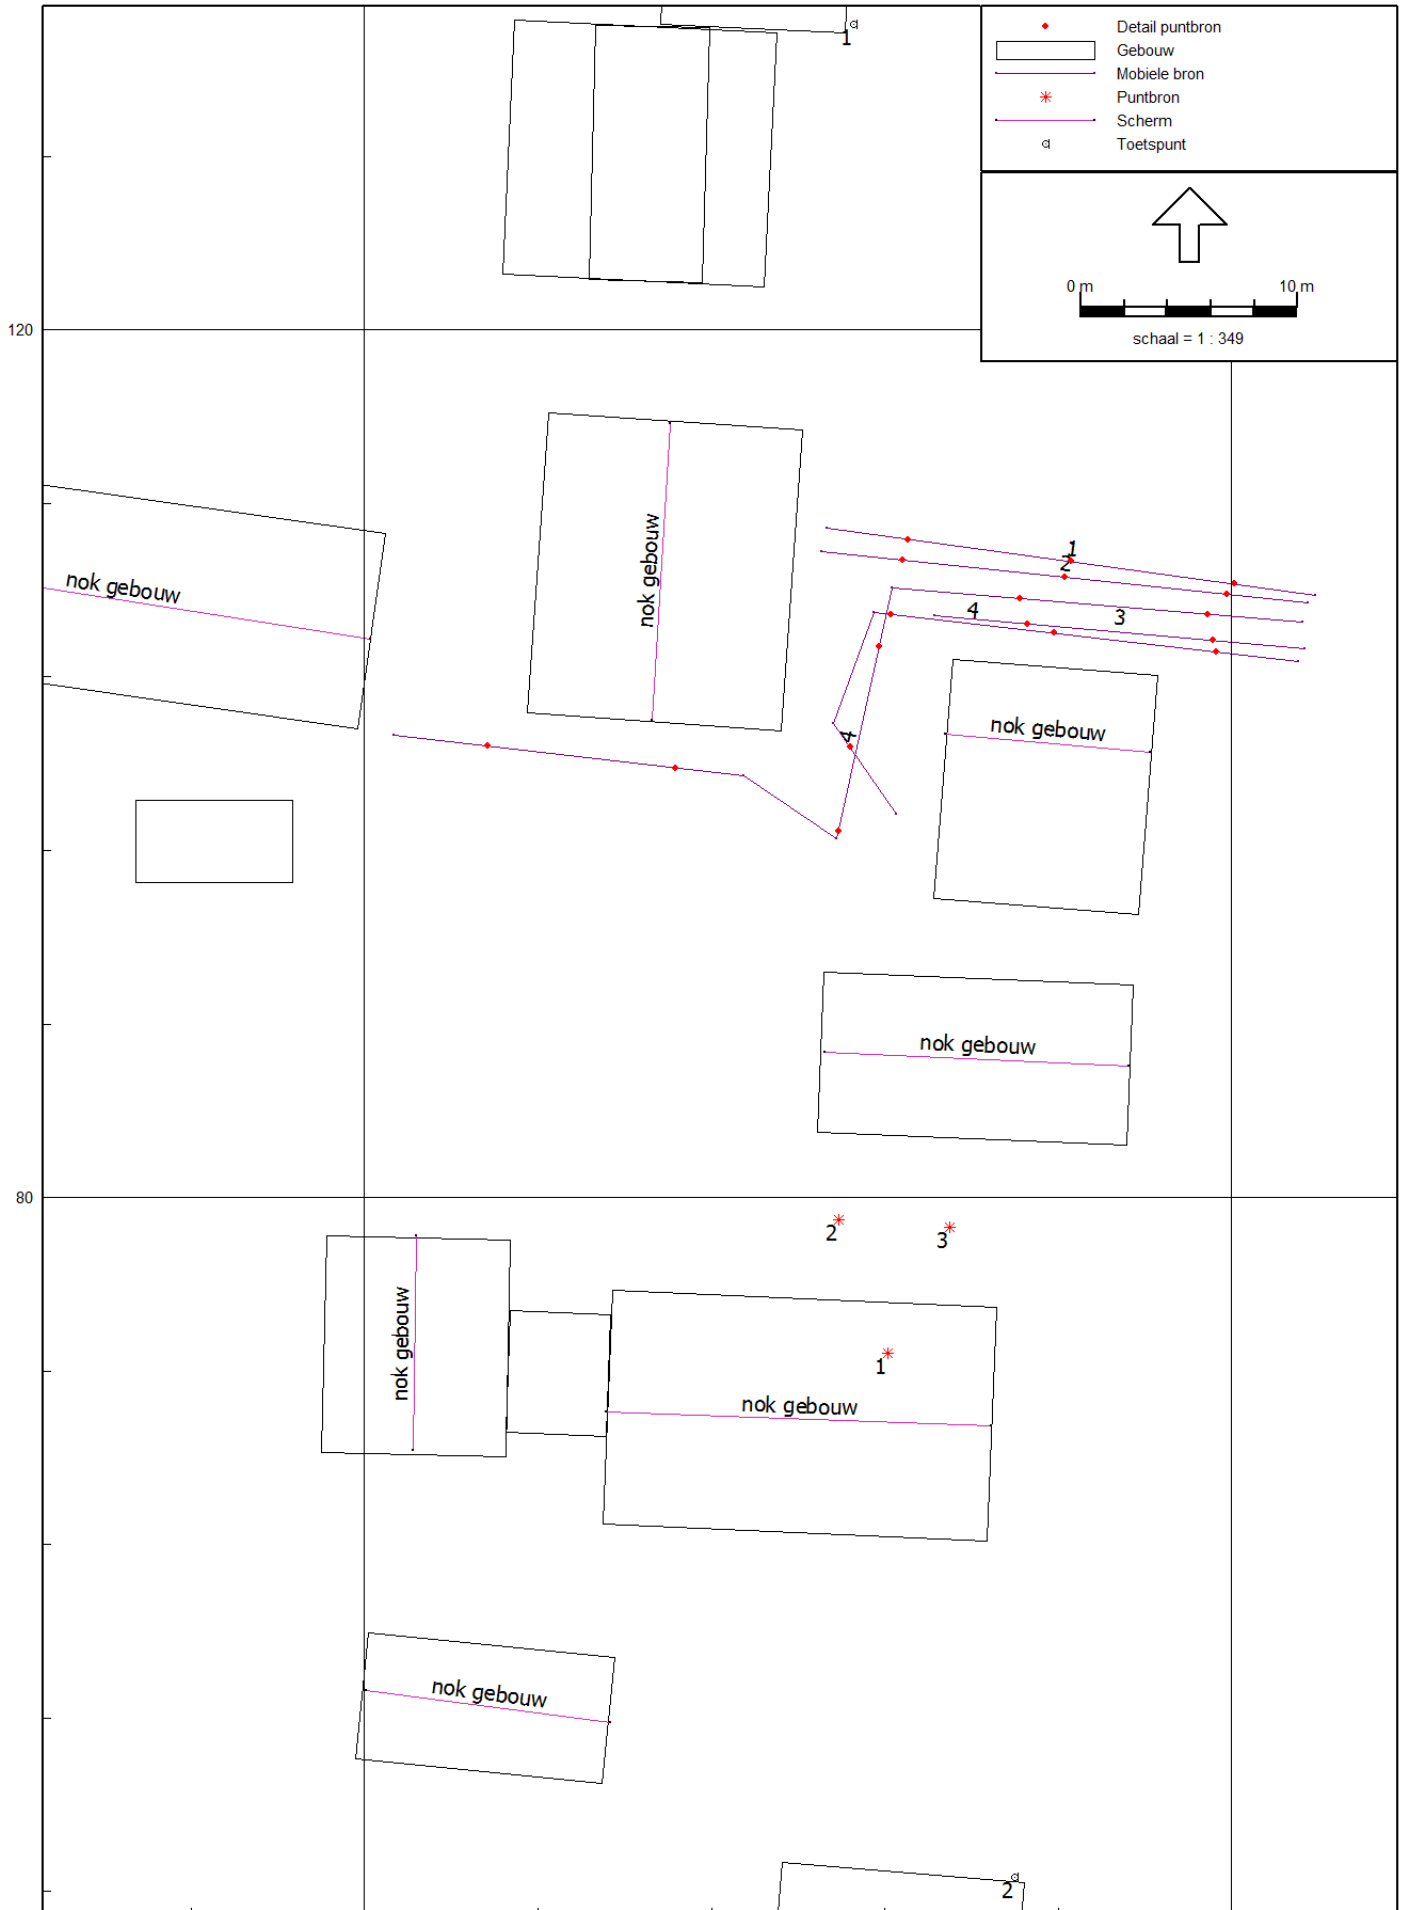 1
Detail puntbron
Gebouw
Mobiele bron
Puntbron
Scherm
Toetspunt
0 m 10 m
schaal = 1 : 349
120
nok gebouw
nok gebouw
1
2
4
3
4
nok gebouw
nok gebouw
80
2
3
nok gebouw
1
nok gebouw
nok gebouw
2